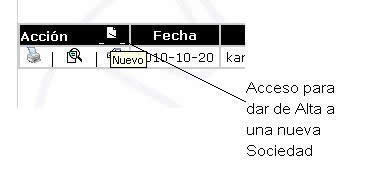 Acción Fecha
Nuevo 010-10-20 kar
Acceso para
dar de Alta a
una nueva
Sociedad